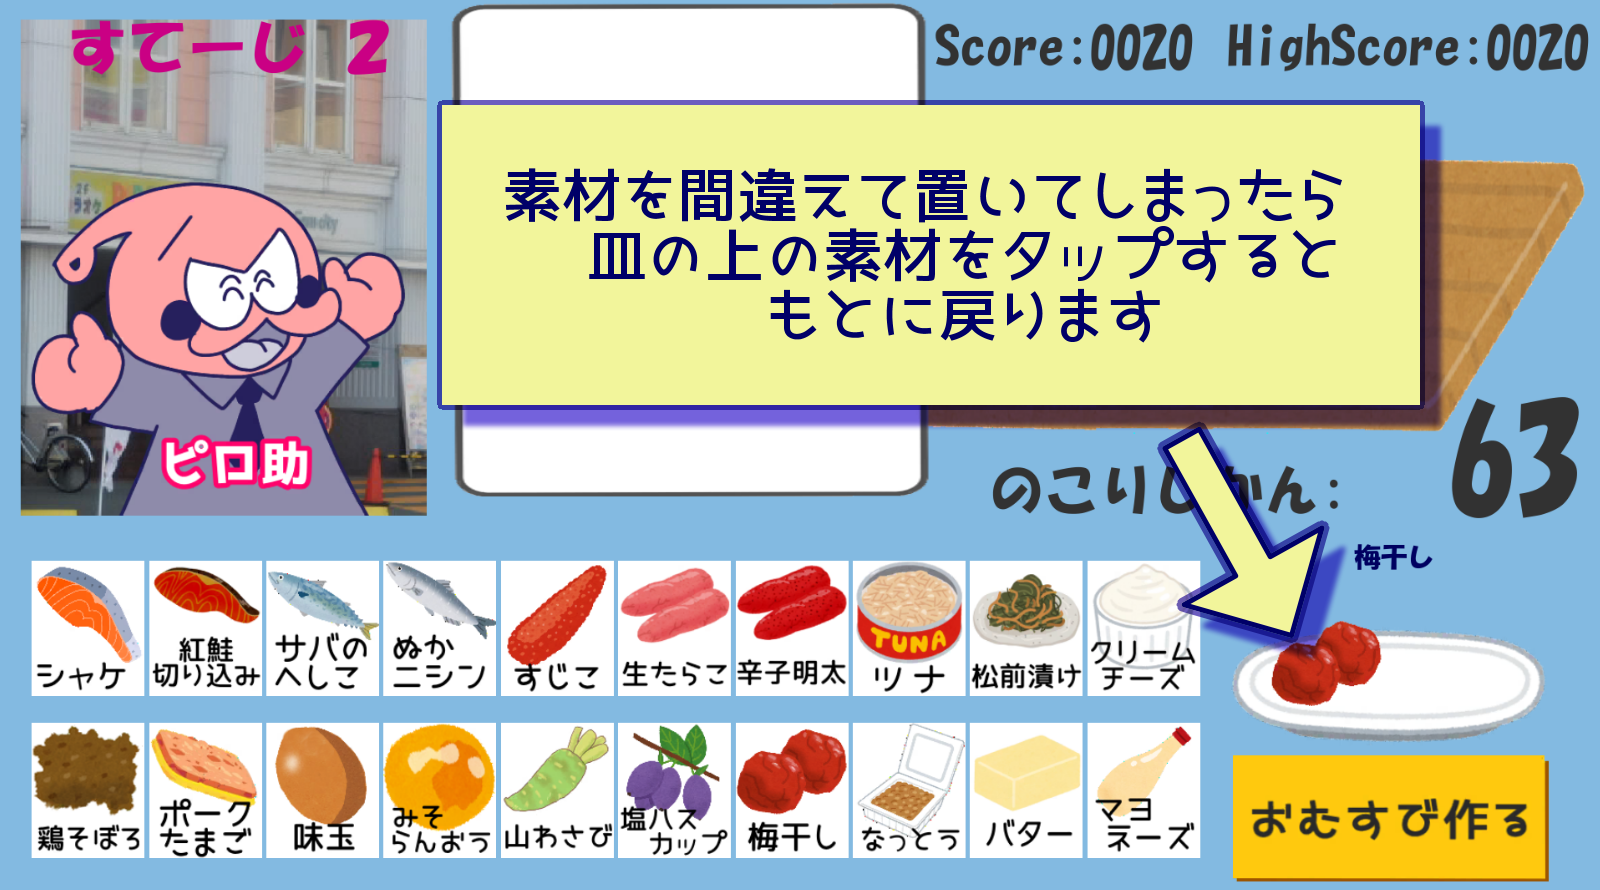 すてーじ 2
Score:0020 HighScore:0020
素材を間違えて置いてしまったら
皿の上の素材をタップすると
もとに戻ります
ピロ助
のこりじかん: 63
梅干し
シャケ
紅鮭
切り込み
サバの
へしこ
ぬか
ニシン
すじこ
生たらこ
辛子明太
TUNA
ツナ
松前漬け
クリーム
チーズ
鶏そぼろ
ポーク
たまご
味玉
みそ
らんおう
山わさび
塩ハス
カップ
梅干し
なっとう
バター
マヨ
ネーズ
おむすび作る